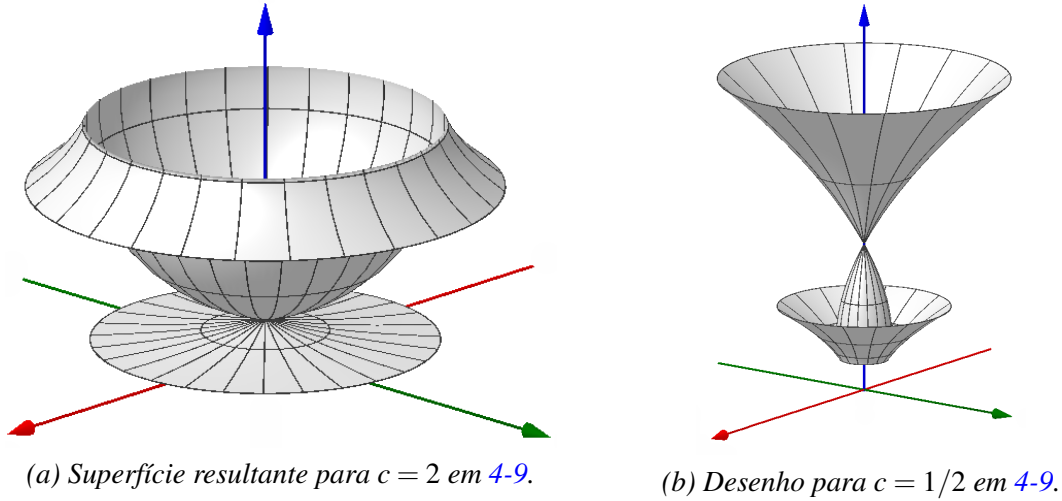 (a) Superfície resultante para c = 2 em 4-9.
(b) Desenho para c = 1/2 em 4-9.